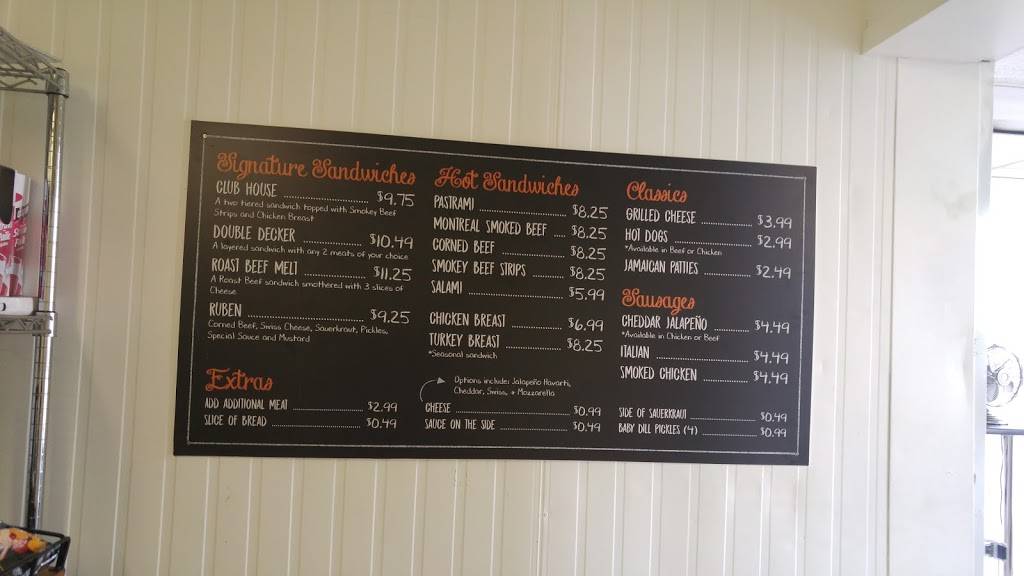 Signature Sandwiches
CLUB HOUSE $9.75
A two tiered sandwich topped with Smokey Beef
Strips and Chicken Breast
DOUBLE DECKER $10.49
A layered sandwich with any 2 meats of your choice
ROAST BEEF MELT $11.25
A Roast Beef sandwich smothered with 3 slices of
Cheese
RUBEN $9.25
Corned Beef, Swiss Cheese, Sauerkraut, Pickles,
Special Sauce and Mustard
Hot Sandwiches
PASTRAMI $8.25
MONTREAL SMOKED BEEF $8.25
CORNED BEEF $8.25
SMOKEY BEEF STRIPS $8.25
SALAMI $5.99
CHICKEN BREAST $6.99
TURKEY BREAST $8.25
*Seasonal sandwich
Classics
GRILLED CHEESE $3.99
HOT DOGS $2.99
*Available in Beef or Chicken
JAMAICAN PATTIES $2.49
Sausages
CHEDDAR JALAPEÑO $4.49
*Available in Chicken or Beef
ITALIAN $4.49
SMOKED CHICKEN $4.49
Extras
ADD ADDITIONAL MEAT $2.99
SLICE OF BREAD $0.49
Options include: Jalapeño Havarti,
Cheddar, Swiss, + Mozzarella
CHEESE $0.99
SAUCE ON THE SIDE $0.49
SIDE OF SAUERKRAUT $0.49
BABY DILL PICKLES (4) $0.99